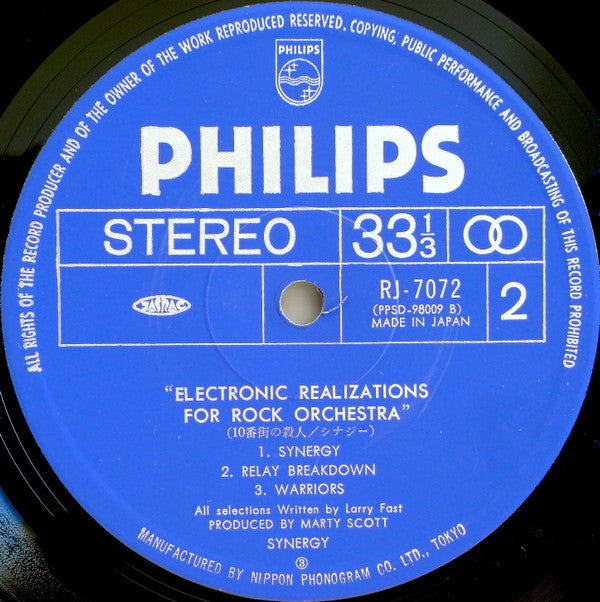 ALL RIGHTS OF THE RECORD PRODUCER AND OF THE OWNER OF THE WORK REPRODUCED RESERVED. COPYING, PUBLIC PERFORMANCE AND BROADCASTING OF THIS RECORD PROHIBITED
PHILIPS
PHILIPS
STEREO 33 1/3
JASRAC RJ-7072 2
(PPSD-98009 B)
MADE IN JAPAN
“ELECTRONIC REALIZATIONS
FOR ROCK ORCHESTRA”
(10番街の殺人/シナジー)
1. SYNERGY
2. RELAY BREAKDOWN
3. WARRIORS
All selections Written by Larry Fast
PRODUCED BY MARTY SCOTT
SYNERGY
MANUFACTURED BY NIPPON PHONOGRAM CO. LTD., TOKYO